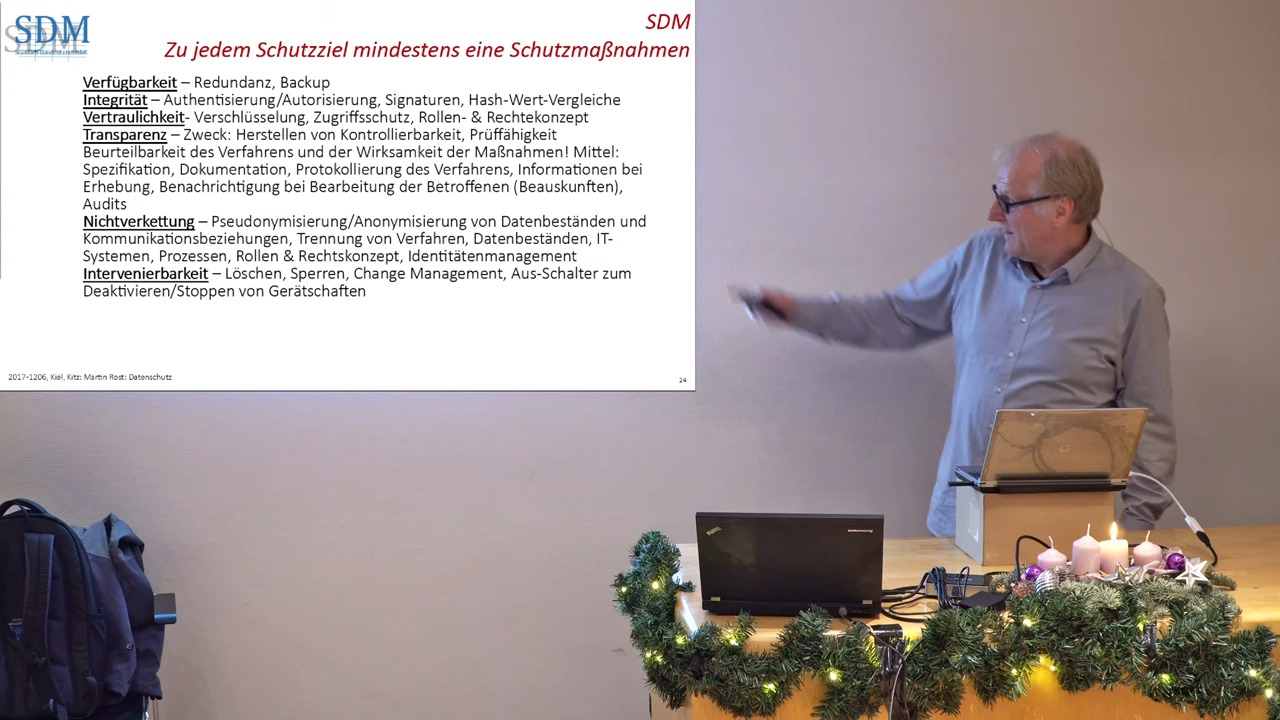 SDM
SDM
Zu jedem Schutzziel mindestens eine Schutzmaßnahmen
Verfügbarkeit – Redundanz, Backup
Integrität – Authentisierung/Autorisierung, Signaturen, Hash-Wert-Vergleiche
Vertraulichkeit- Verschlüsselung, Zugriffsschutz, Rollen- & Rechtekonzept
Transparenz – Zweck: Herstellen von Kontrollierbarkeit, Prüffähigkeit
Beurteilbarkeit des Verfahrens und der Wirksamkeit der Maßnahmen! Mittel:
Spezifikation, Dokumentation, Protokollierung des Verfahrens, Informationen bei
Erhebung, Benachrichtigung bei Bearbeitung der Betroffenen (Beauskunften),
Audits
Nichtverkettung – Pseudonymisierung/Anonymisierung von Datenbeständen und
Kommunikationsbeziehungen, Trennung von Verfahren, Datenbeständen, IT-
Systemen, Prozessen, Rollen & Rechtskonzept, Identitätenmanagement
Intervenierbarkeit – Löschen, Sperren, Change Management, Aus-Schalter zum
Deaktivieren/Stoppen von Gerätschaften
2017-1206, Kiel, Kitz: Martin Rost: Datenschutz
24
ThinkPad
lenovo
hp